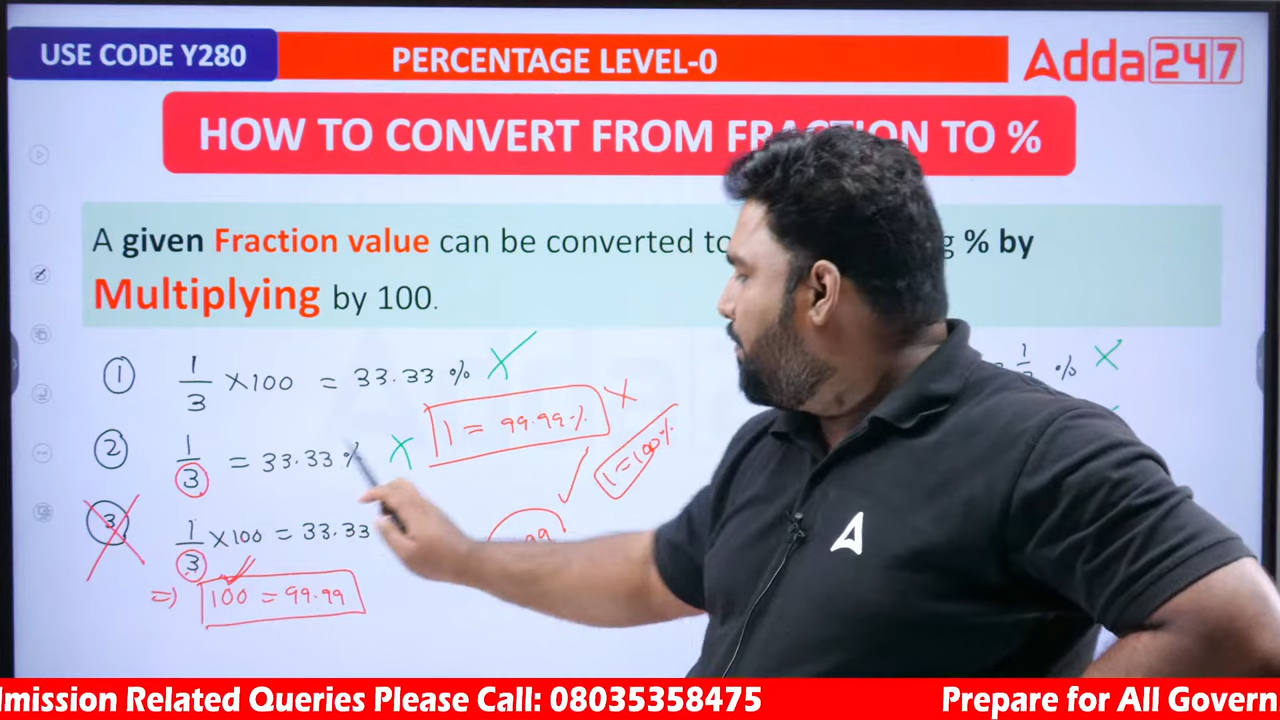 USE CODE Y280
PERCENTAGE LEVEL-0
Adda247
HOW TO CONVERT FROM FRACTION TO %
A given Fraction value can be converted to % by
Multiplying by 100.
① 1/3 ×100 = 33.33 % ✗
1 = 99.99% ✗
1 = 100%
② 1/3 = 33.33% ✗
③ 1/3 ×100 = 33.33
⇒ 100 = 99.99
%
Admission Related Queries Please Call: 08035358475
Prepare for All Govern